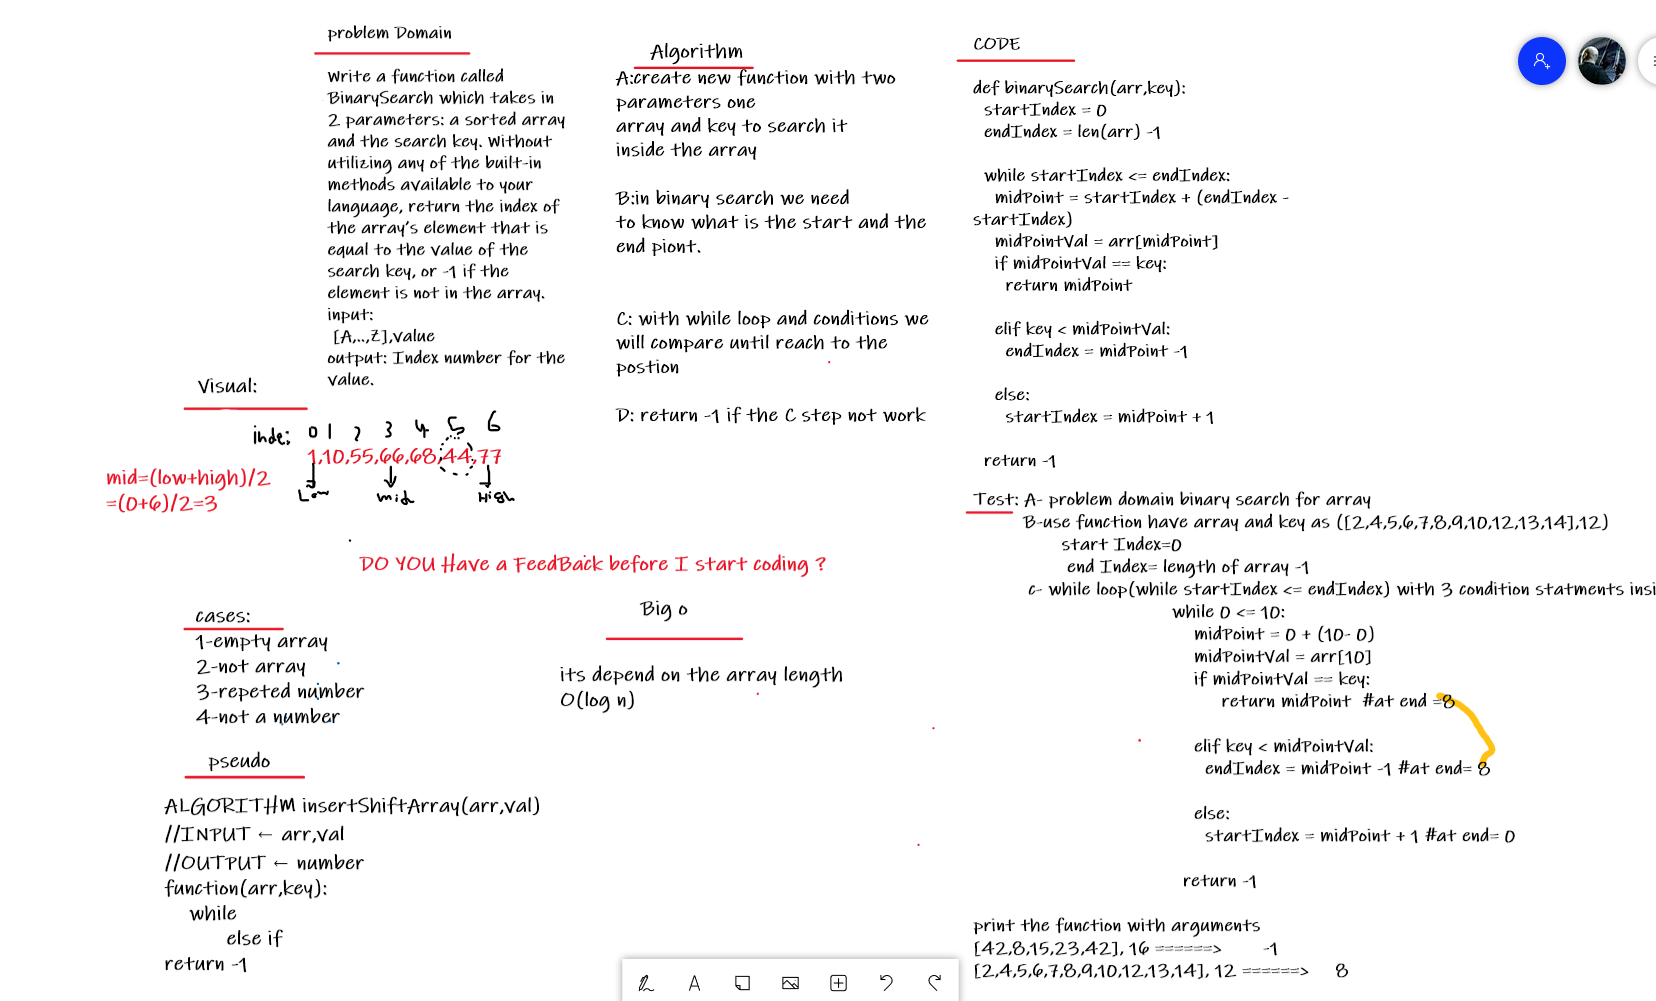 problem Domain
Write a function called
BinarySearch which takes in
2 parameters: a sorted array
and the search key. Without
utilizing any of the built-in
methods available to your
language, return the index of
the array's element that is
equal to the value of the
search key, or -1 if the
element is not in the array.
input:
[A,..,Z],value
output: Index number for the
value.
Visual:
inde:
0 1 2 3 4 5 6
1,10,55,66,68,44,77
Low mid High
mid=(low+high)/2
=(0+6)/2=3
Algorithm
A:create new function with two
parameters one
array and key to search it
inside the array
B:in binary search we need
to know what is the start and the
end piont.
C: with while loop and conditions we
will compare until reach to the
postion
D: return -1 if the C step not work
DO YOU Have a FeedBack before I start coding ?
cases:
1-empty array
2-not array
3-repeted number
4-not a number
Big o
its depend on the array length
O(log n)
pseudo
ALGORITHM insertShiftArray(arr,val)
//INPUT ← arr,val
//OUTPUT ← number
function(arr,key):
while
else if
return -1
CODE
def binarySearch(arr,key):
startIndex = 0
endIndex = len(arr) -1
while startIndex <= endIndex:
midPoint = startIndex + (endIndex -
startIndex)
midPointVal = arr[midPoint]
if midPointVal == key:
return midPoint
elif key < midPointVal:
endIndex = midPoint -1
else:
startIndex = midPoint + 1
return -1
Test: A- problem domain binary search for array
B-use function have array and key as ([2,4,5,6,7,8,9,10,12,13,14],12)
start Index=0
end Index= length of array -1
c- while loop(while startIndex <= endIndex) with 3 condition statments insi
while 0 <= 10:
midPoint = 0 + (10- 0)
midPointVal = arr[10]
if midPointVal == key:
return midPoint #at end =8
elif key < midPointVal:
endIndex = midPoint -1 #at end= 8
else:
startIndex = midPoint + 1 #at end= 0
return -1
print the function with arguments
[42,8,15,23,42], 16 ======> -1
[2,4,5,6,7,8,9,10,12,13,14], 12 ======> 8
A